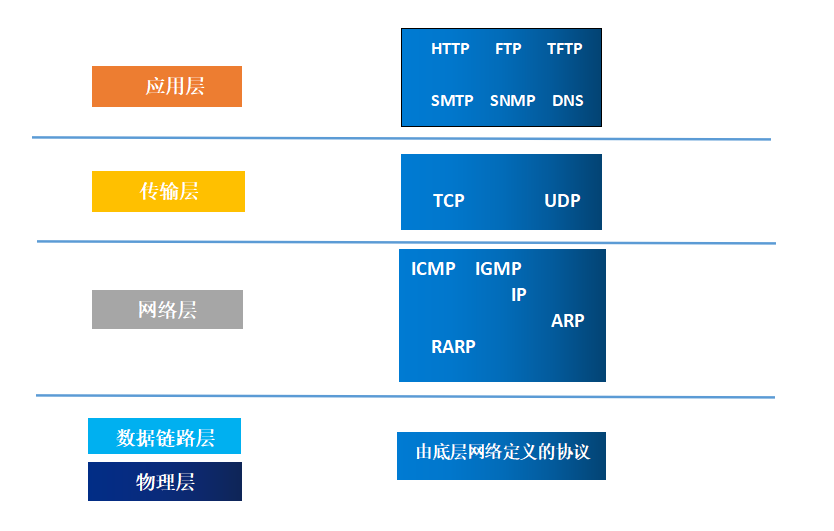 应用层
HTTP FTP TFTP
SMTP SNMP DNS
传输层
TCP UDP
网络层
ICMP IGMP
IP
ARP
RARP
数据链路层
物理层
由底层网络定义的协议